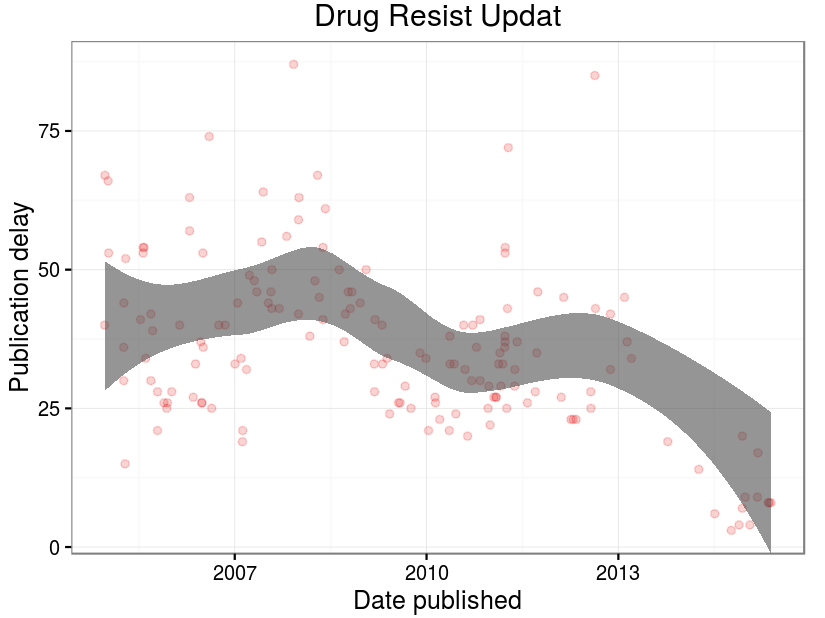 Drug Resist Updat
Publication delay
75
50
25
0
2007 2010 2013
Date published